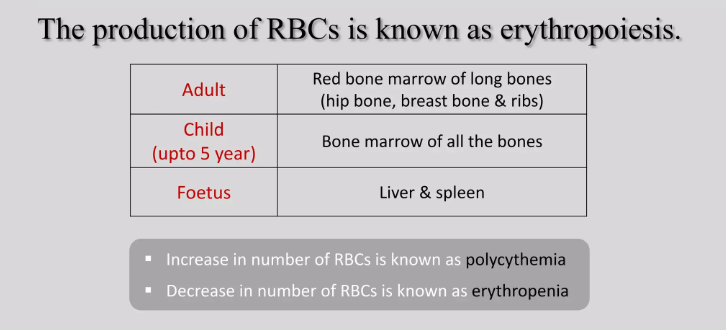 The production of RBCs is known as erythropoiesis.
Adult
Red bone marrow of long bones
(hip bone, breast bone & ribs)
Child
(upto 5 year)
Bone marrow of all the bones
Foetus
Liver & spleen
▪ Increase in number of RBCs is known as polycythemia
▪ Decrease in number of RBCs is known as erythropenia